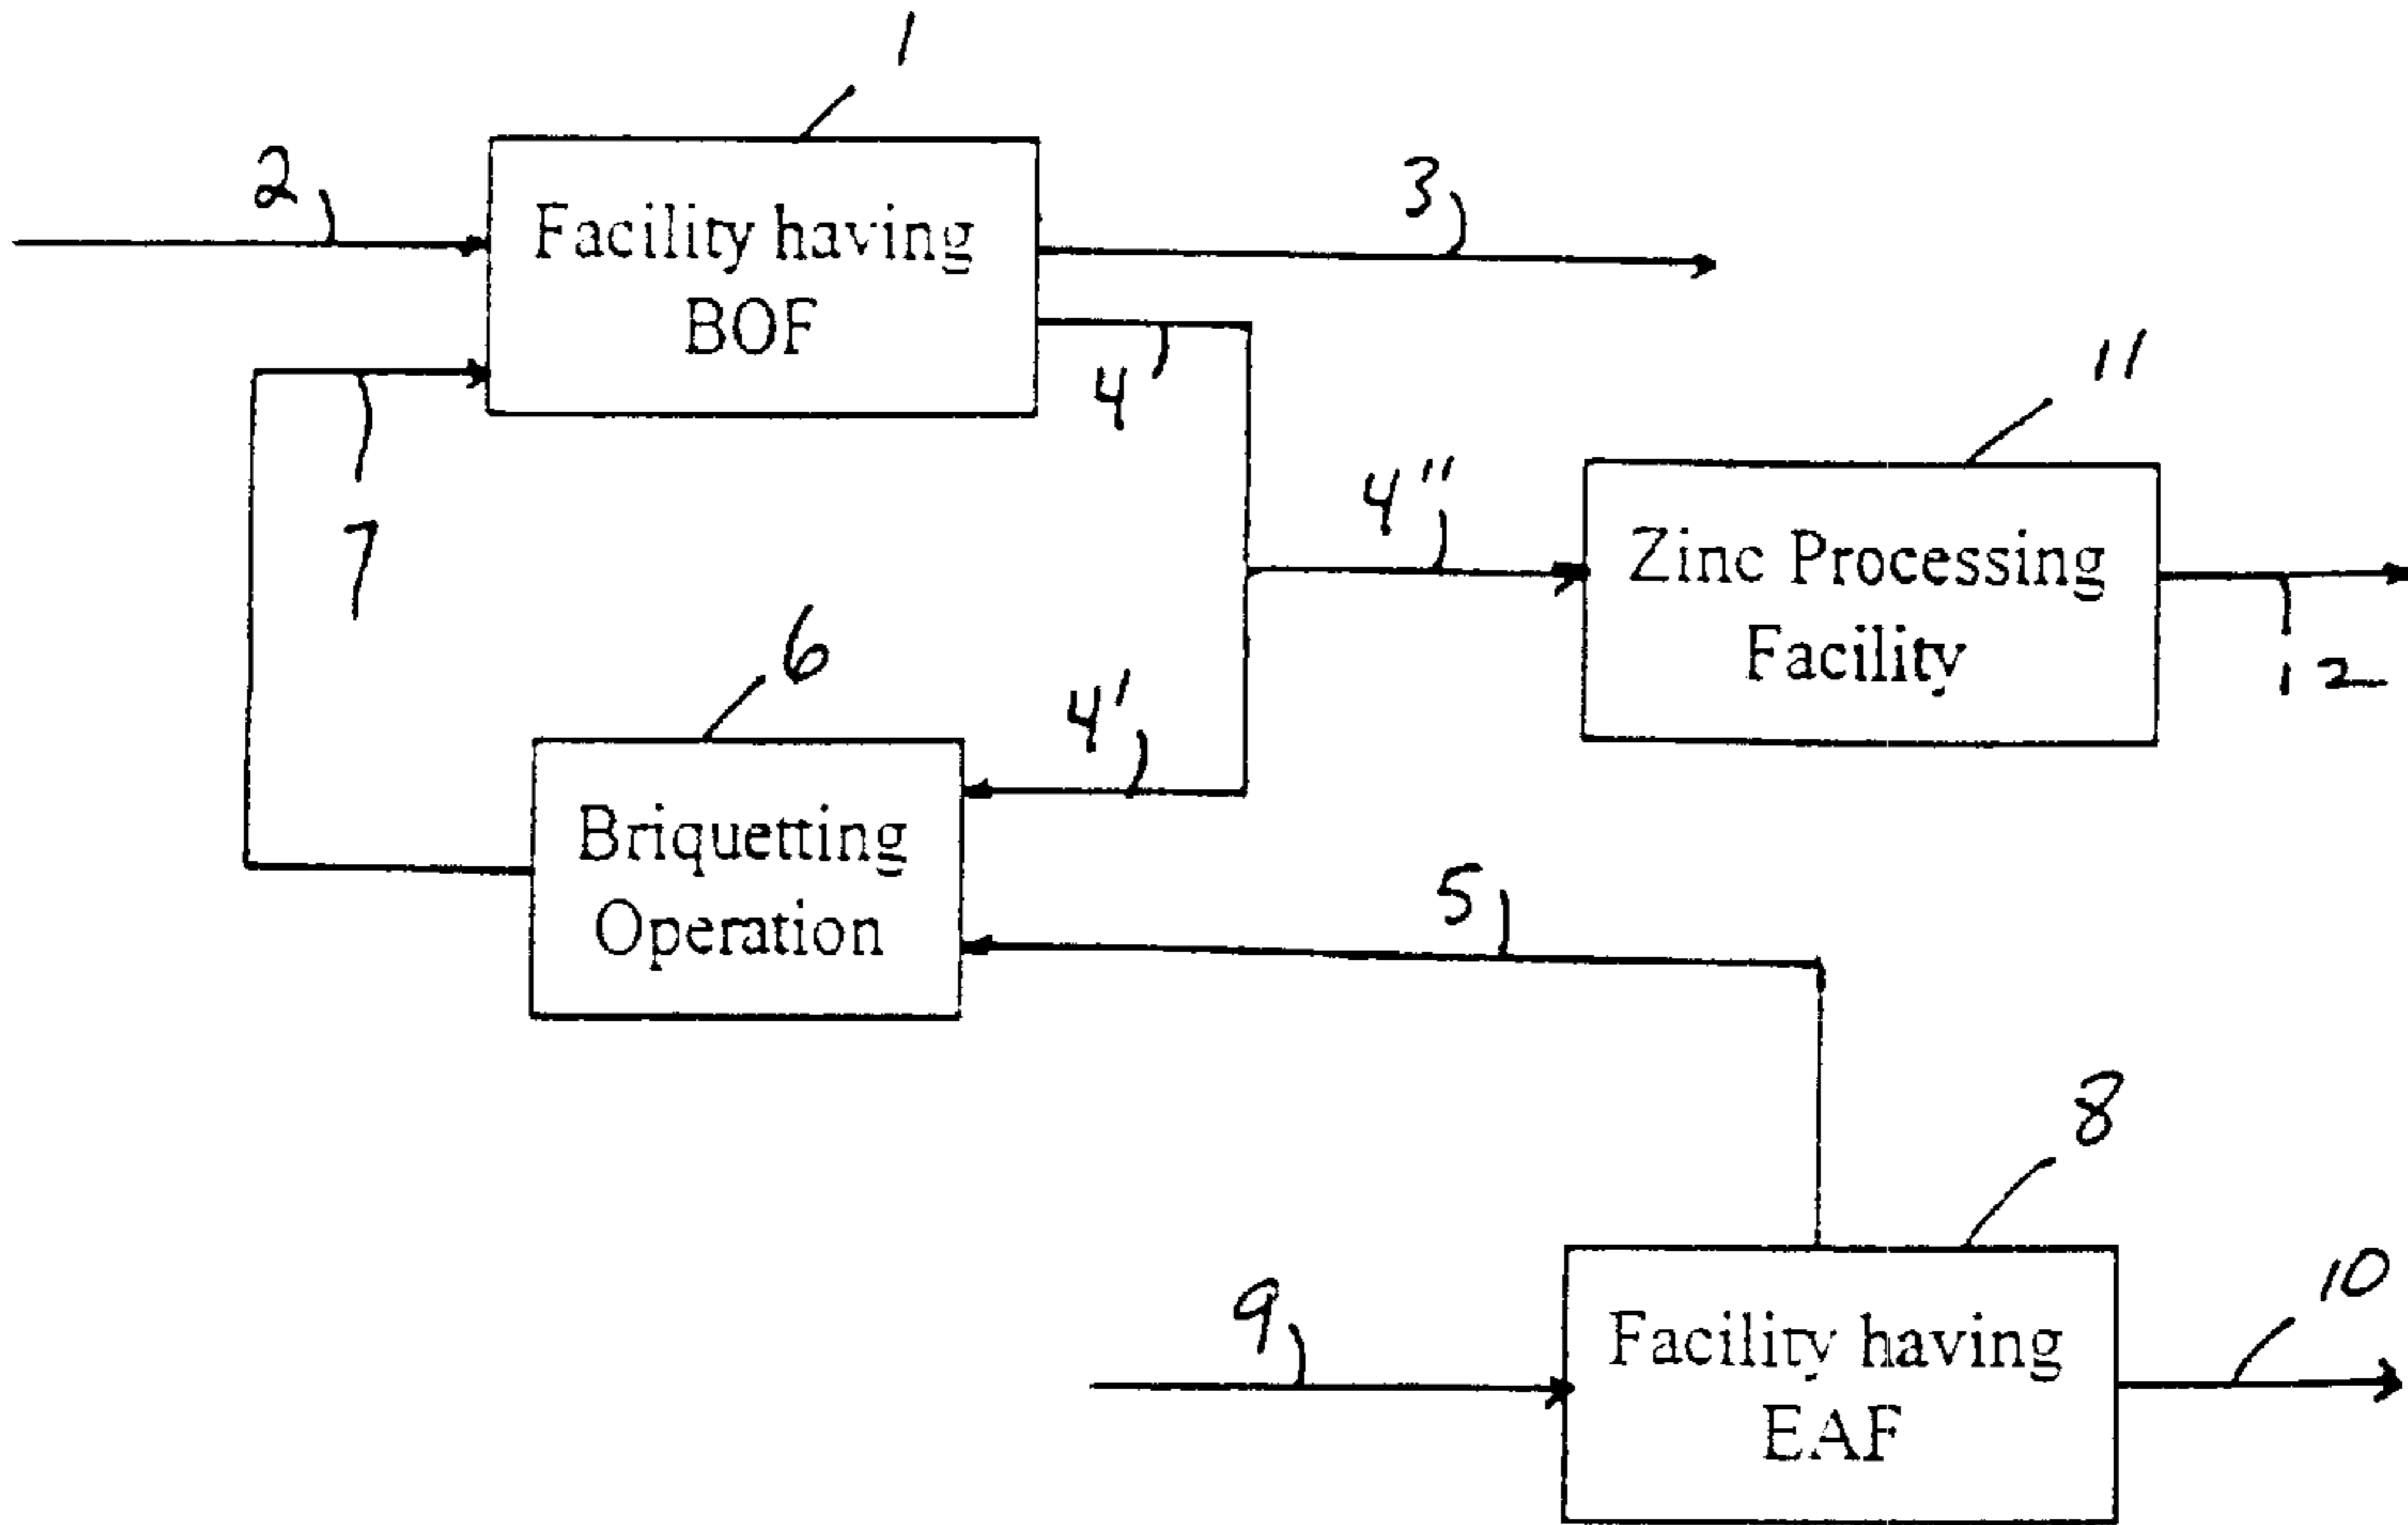 1
2
3
Facility having
BOF
4
11
7
4"
Zinc Processing
Facility
12
6
4'
Briquetting
Operation
5
8
9
10
Facility having
EAF